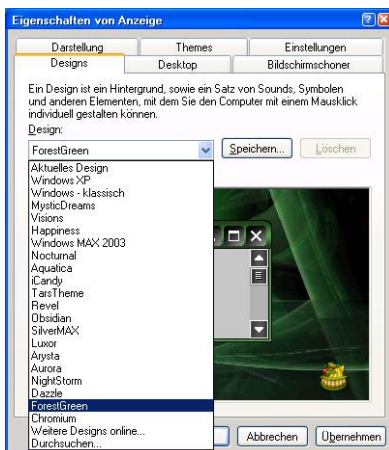 Eigenschaften von Anzeige
Darstellung Themes Einstellungen
Designs Desktop Bildschirmschoner
Ein Design ist ein Hintergrund, sowie ein Satz von Sounds, Symbolen
und anderen Elementen, mit dem Sie den Computer mit einem Mausklick
individuell gestalten können.
Design:
ForestGreen Speichern... Löschen
Aktuelles Design
Windows XP
Windows - klassisch
MysticDreams
Visions
Happiness
Windows MAX 2003
Nocturnal
Aquatica
iCandy
TarsTheme
Revel
Obsidian
SilverMAX
Luxor
Arysta
Aurora
NightStorm
Dazzle
ForestGreen
Chromium
Weitere Designs online...
Durchsuchen...
Abbrechen Übernehmen